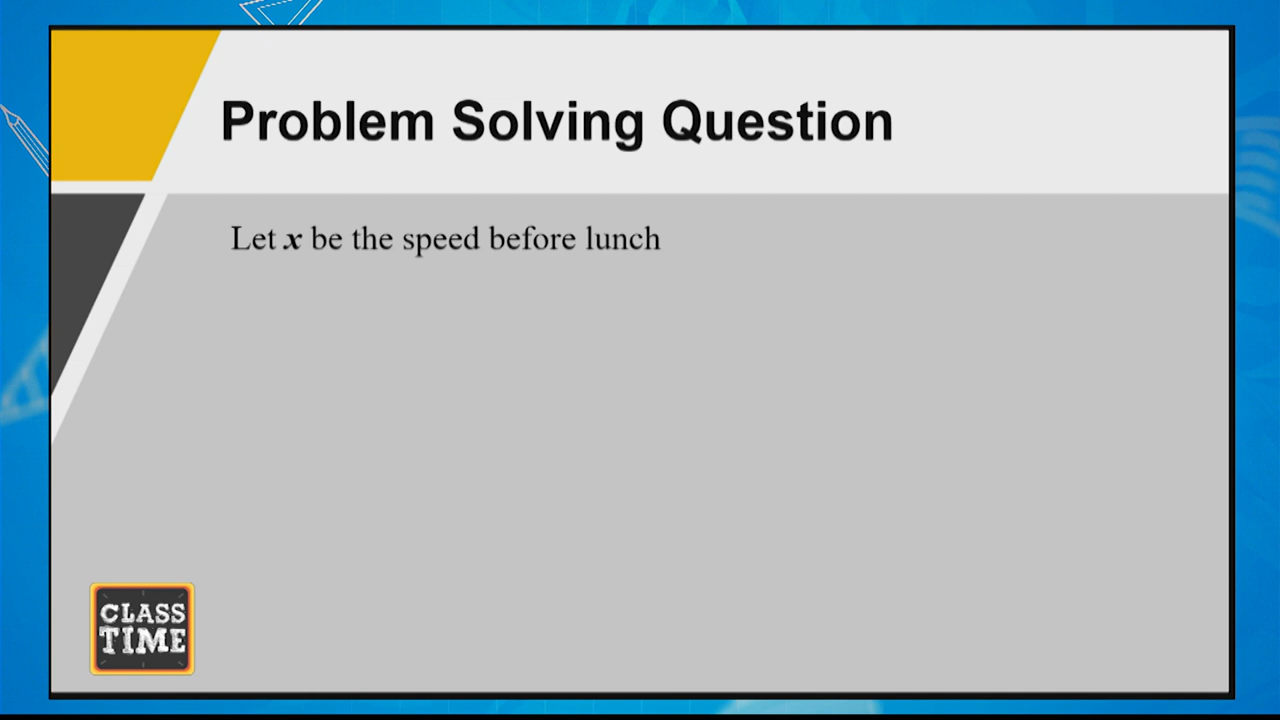 Problem Solving Question
Let x be the speed before lunch
CLASS
TIME